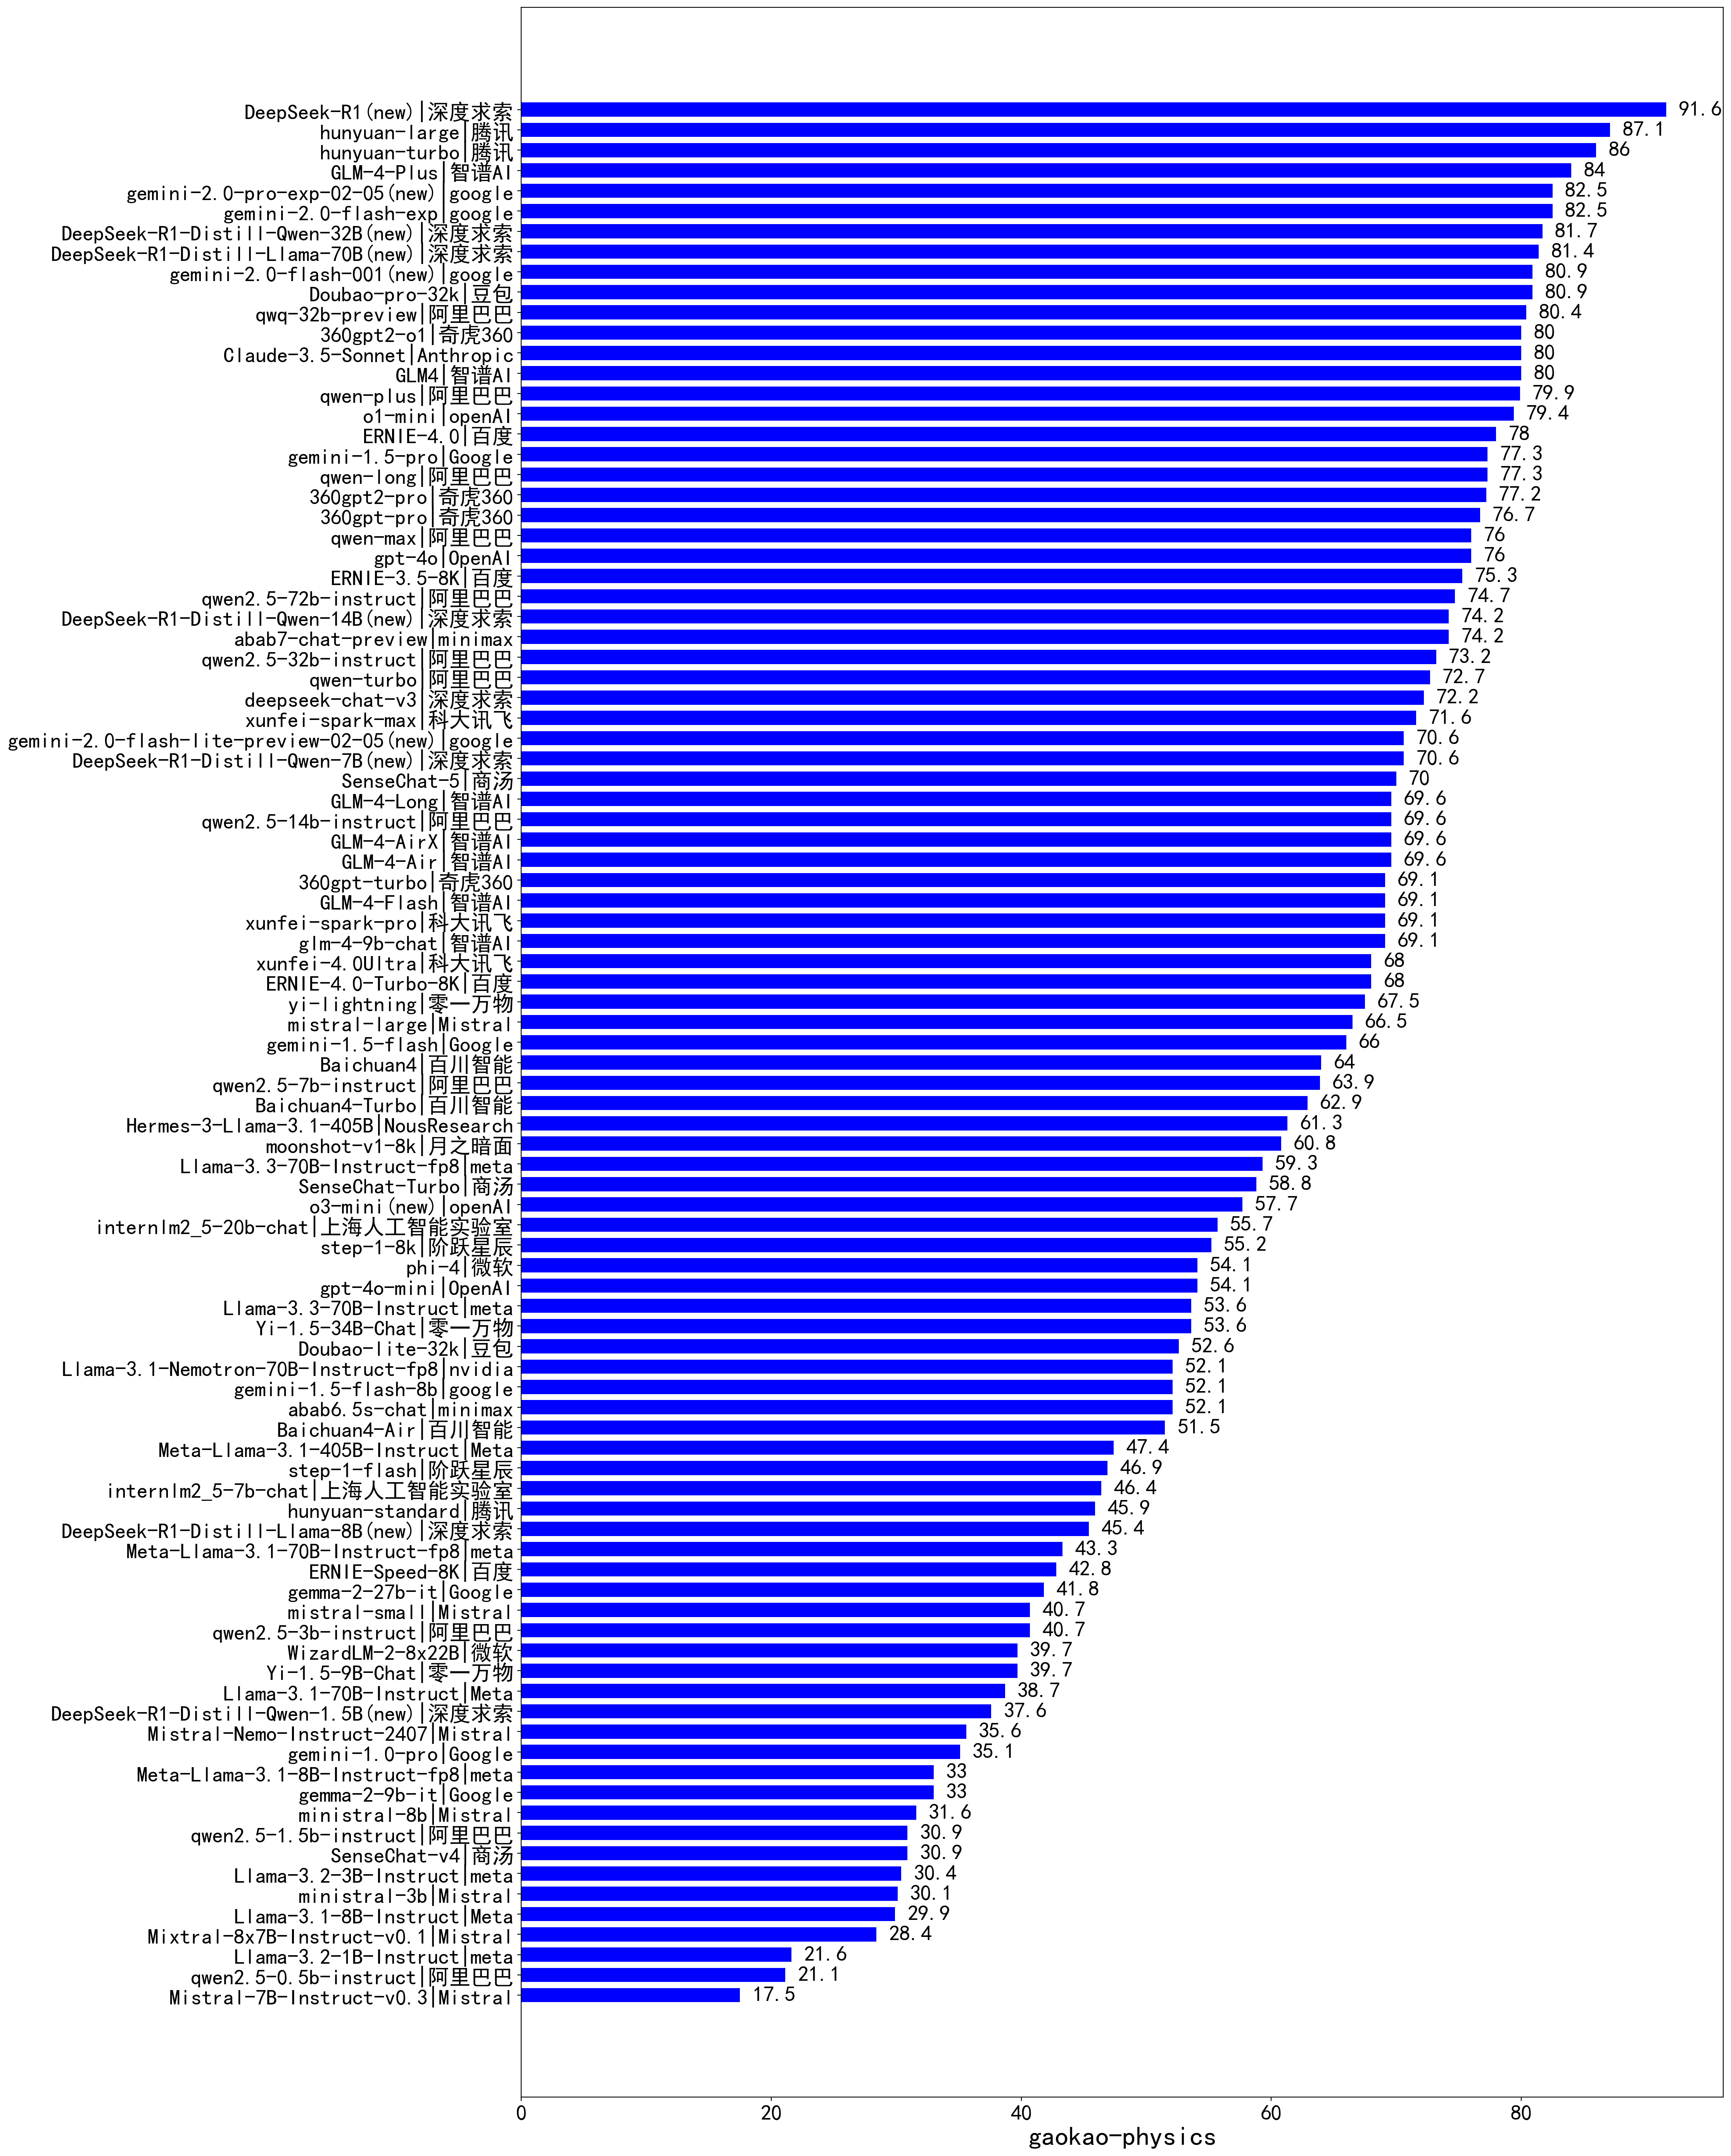 DeepSeek-R1(new)|深度求索 91.6
hunyuan-large|腾讯 87.1
hunyuan-turbo|腾讯 86
GLM-4-Plus|智谱AI 84
gemini-2.0-pro-exp-02-05(new)|google 82.5
gemini-2.0-flash-exp|google 82.5
DeepSeek-R1-Distill-Qwen-32B(new)|深度求索 81.7
DeepSeek-R1-Distill-Llama-70B(new)|深度求索 81.4
gemini-2.0-flash-001(new)|google 80.9
Doubao-pro-32k|豆包 80.9
qwq-32b-preview|阿里巴巴 80.4
360gpt2-o1|奇虎360 80
Claude-3.5-Sonnet|Anthropic 80
GLM4|智谱AI 80
qwen-plus|阿里巴巴 79.9
o1-mini|openAI 79.4
ERNIE-4.0|百度 78
gemini-1.5-pro|Google 77.3
qwen-long|阿里巴巴 77.3
360gpt2-pro|奇虎360 77.2
360gpt-pro|奇虎360 76.7
qwen-max|阿里巴巴 76
gpt-4o|OpenAI 76
ERNIE-3.5-8K|百度 75.3
qwen2.5-72b-instruct|阿里巴巴 74.7
DeepSeek-R1-Distill-Qwen-14B(new)|深度求索 74.2
abab7-chat-preview|minimax 74.2
qwen2.5-32b-instruct|阿里巴巴 73.2
qwen-turbo|阿里巴巴 72.7
deepseek-chat-v3|深度求索 72.2
xunfei-spark-max|科大讯飞 71.6
gemini-2.0-flash-lite-preview-02-05(new)|google 70.6
DeepSeek-R1-Distill-Qwen-7B(new)|深度求索 70.6
SenseChat-5|商汤 70
GLM-4-Long|智谱AI 69.6
qwen2.5-14b-instruct|阿里巴巴 69.6
GLM-4-AirX|智谱AI 69.6
GLM-4-Air|智谱AI 69.6
360gpt-turbo|奇虎360 69.1
GLM-4-Flash|智谱AI 69.1
xunfei-spark-pro|科大讯飞 69.1
glm-4-9b-chat|智谱AI 69.1
xunfei-4.0Ultra|科大讯飞 68
ERNIE-4.0-Turbo-8K|百度 68
yi-lightning|零一万物 67.5
mistral-large|Mistral 66.5
gemini-1.5-flash|Google 66
Baichuan4|百川智能 64
qwen2.5-7b-instruct|阿里巴巴 63.9
Baichuan4-Turbo|百川智能 62.9
Hermes-3-Llama-3.1-405B|NousResearch 61.3
moonshot-v1-8k|月之暗面 60.8
Llama-3.3-70B-Instruct-fp8|meta 59.3
SenseChat-Turbo|商汤 58.8
o3-mini(new)|openAI 57.7
internlm2_5-20b-chat|上海人工智能实验室 55.7
step-1-8k|阶跃星辰 55.2
phi-4|微软 54.1
gpt-4o-mini|OpenAI 54.1
Llama-3.3-70B-Instruct|meta 53.6
Yi-1.5-34B-Chat|零一万物 53.6
Doubao-lite-32k|豆包 52.6
Llama-3.1-Nemotron-70B-Instruct-fp8|nvidia 52.1
gemini-1.5-flash-8b|google 52.1
abab6.5s-chat|minimax 52.1
Baichuan4-Air|百川智能 51.5
Meta-Llama-3.1-405B-Instruct|Meta 47.4
step-1-flash|阶跃星辰 46.9
internlm2_5-7b-chat|上海人工智能实验室 46.4
hunyuan-standard|腾讯 45.9
DeepSeek-R1-Distill-Llama-8B(new)|深度求索 45.4
Meta-Llama-3.1-70B-Instruct-fp8|meta 43.3
ERNIE-Speed-8K|百度 42.8
gemma-2-27b-it|Google 41.8
mistral-small|Mistral 40.7
qwen2.5-3b-instruct|阿里巴巴 40.7
WizardLM-2-8x22B|微软 39.7
Yi-1.5-9B-Chat|零一万物 39.7
Llama-3.1-70B-Instruct|Meta 38.7
DeepSeek-R1-Distill-Qwen-1.5B(new)|深度求索 37.6
Mistral-Nemo-Instruct-2407|Mistral 35.6
gemini-1.0-pro|Google 35.1
Meta-Llama-3.1-8B-Instruct-fp8|meta 33
gemma-2-9b-it|Google 33
ministral-8b|Mistral 31.6
qwen2.5-1.5b-instruct|阿里巴巴 30.9
SenseChat-v4|商汤 30.9
Llama-3.2-3B-Instruct|meta 30.4
ministral-3b|Mistral 30.1
Llama-3.1-8B-Instruct|Meta 29.9
Mixtral-8x7B-Instruct-v0.1|Mistral 28.4
Llama-3.2-1B-Instruct|meta 21.6
qwen2.5-0.5b-instruct|阿里巴巴 21.1
Mistral-7B-Instruct-v0.3|Mistral 17.5
0 20 40 60 80
gaokao-physics